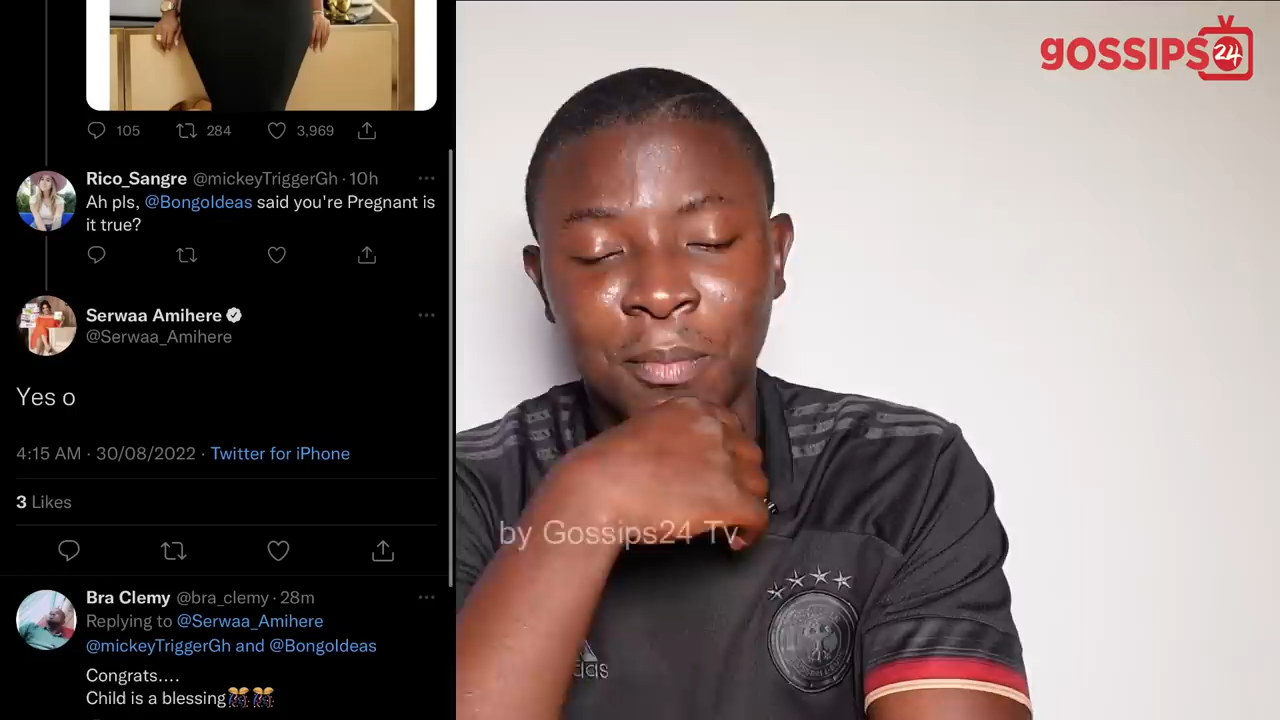 105 284 3,969
Rico_Sangre @mickeyTriggerGh · 10h
Ah pls, @BongoIdeas said you're Pregnant is
it true?
Serwaa Amihere
@Serwaa_Amihere
Yes o
4:15 AM · 30/08/2022 · Twitter for iPhone
3 Likes
Bra Clemy @bra_clemy · 28m
Replying to @Serwaa_Amihere
@mickeyTriggerGh and @BongoIdeas
Congrats....
Child is a blessing
gOSSIPS 24
by Gossips24 Tv